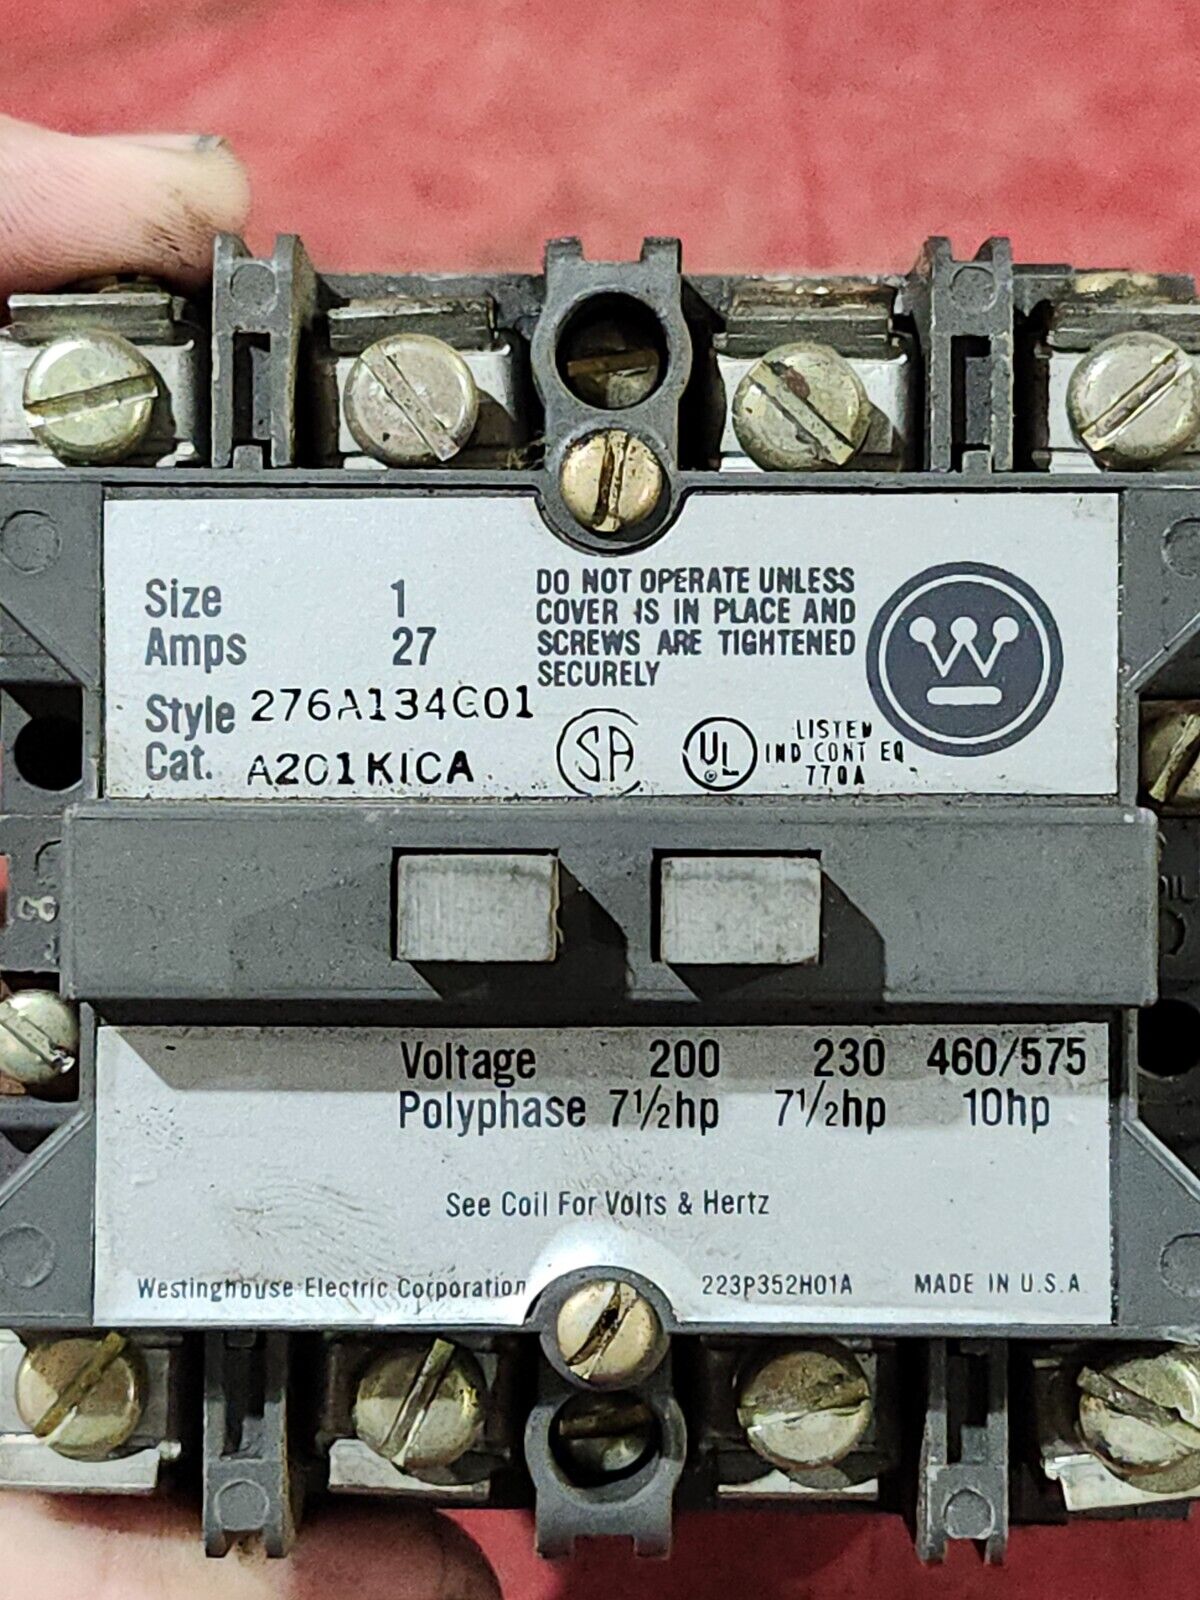 Size 1
Amps 27
Style 276A134G01
Cat. A201K1CA
DO NOT OPERATE UNLESS
COVER IS IN PLACE AND
SCREWS ARE TIGHTENED
SECURELY
W
SA
UL
LISTED
IND CONT EQ
770A
8
Voltage 200 230 460/575
Polyphase 7½hp 7½hp 10hp
See Coil For Volts & Hertz
Westinghouse Electric Corporation 223P352H01A MADE IN U.S.A